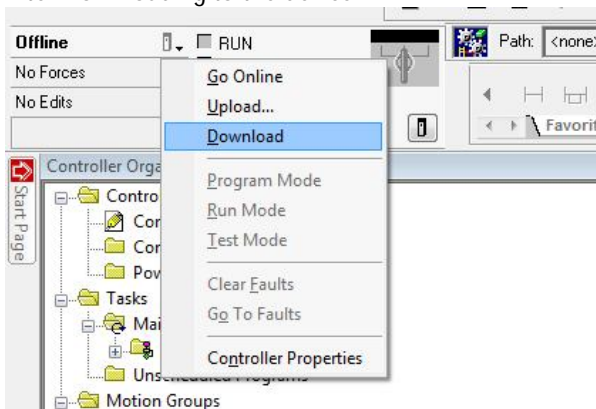 Offline
RUN
Path: <none>
No Forces
No Edits
Go Online
Upload...
Download
Program Mode
Run Mode
Test Mode
Clear Faults
Go To Faults
Controller Properties
Favorit
Start Page
Controller Orga
Contro
Cor
Cor
Pov
Tasks
Mai
Unscheduled Programs
Motion Groups